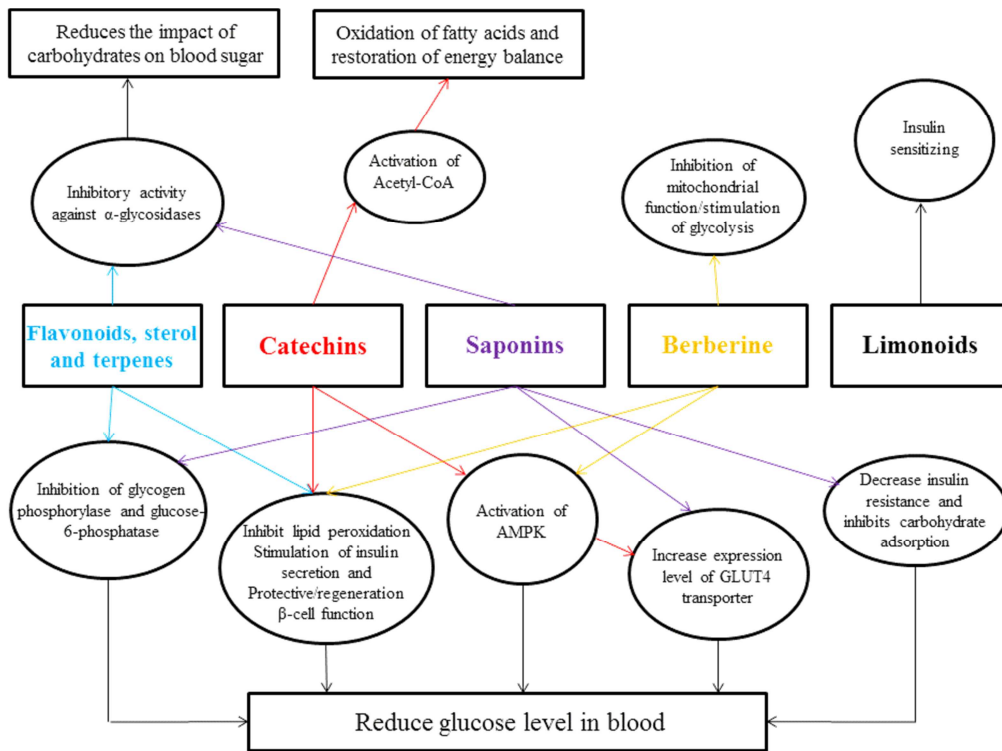 Reduces the impact of
carbohydrates on blood sugar
Oxidation of fatty acids and
restoration of energy balance
Inhibitory activity
against α-glycosidases
Activation of
Acetyl-CoA
Inhibition of
mitochondrial
function/stimulation
of glycolysis
Insulin
sensitizing
Flavonoids, sterol
and terpenes
Catechins
Saponins
Berberine
Limonoids
Inhibition of glycogen
phosphorylase and glucose-
6-phosphatase
Inhibit lipid peroxidation
Stimulation of insulin
secretion and
Protective/regeneration
β-cell function
Activation of
AMPK
Increase expression
level of GLUT4
transporter
Decrease insulin
resistance and
inhibits carbohydrate
adsorption
Reduce glucose level in blood